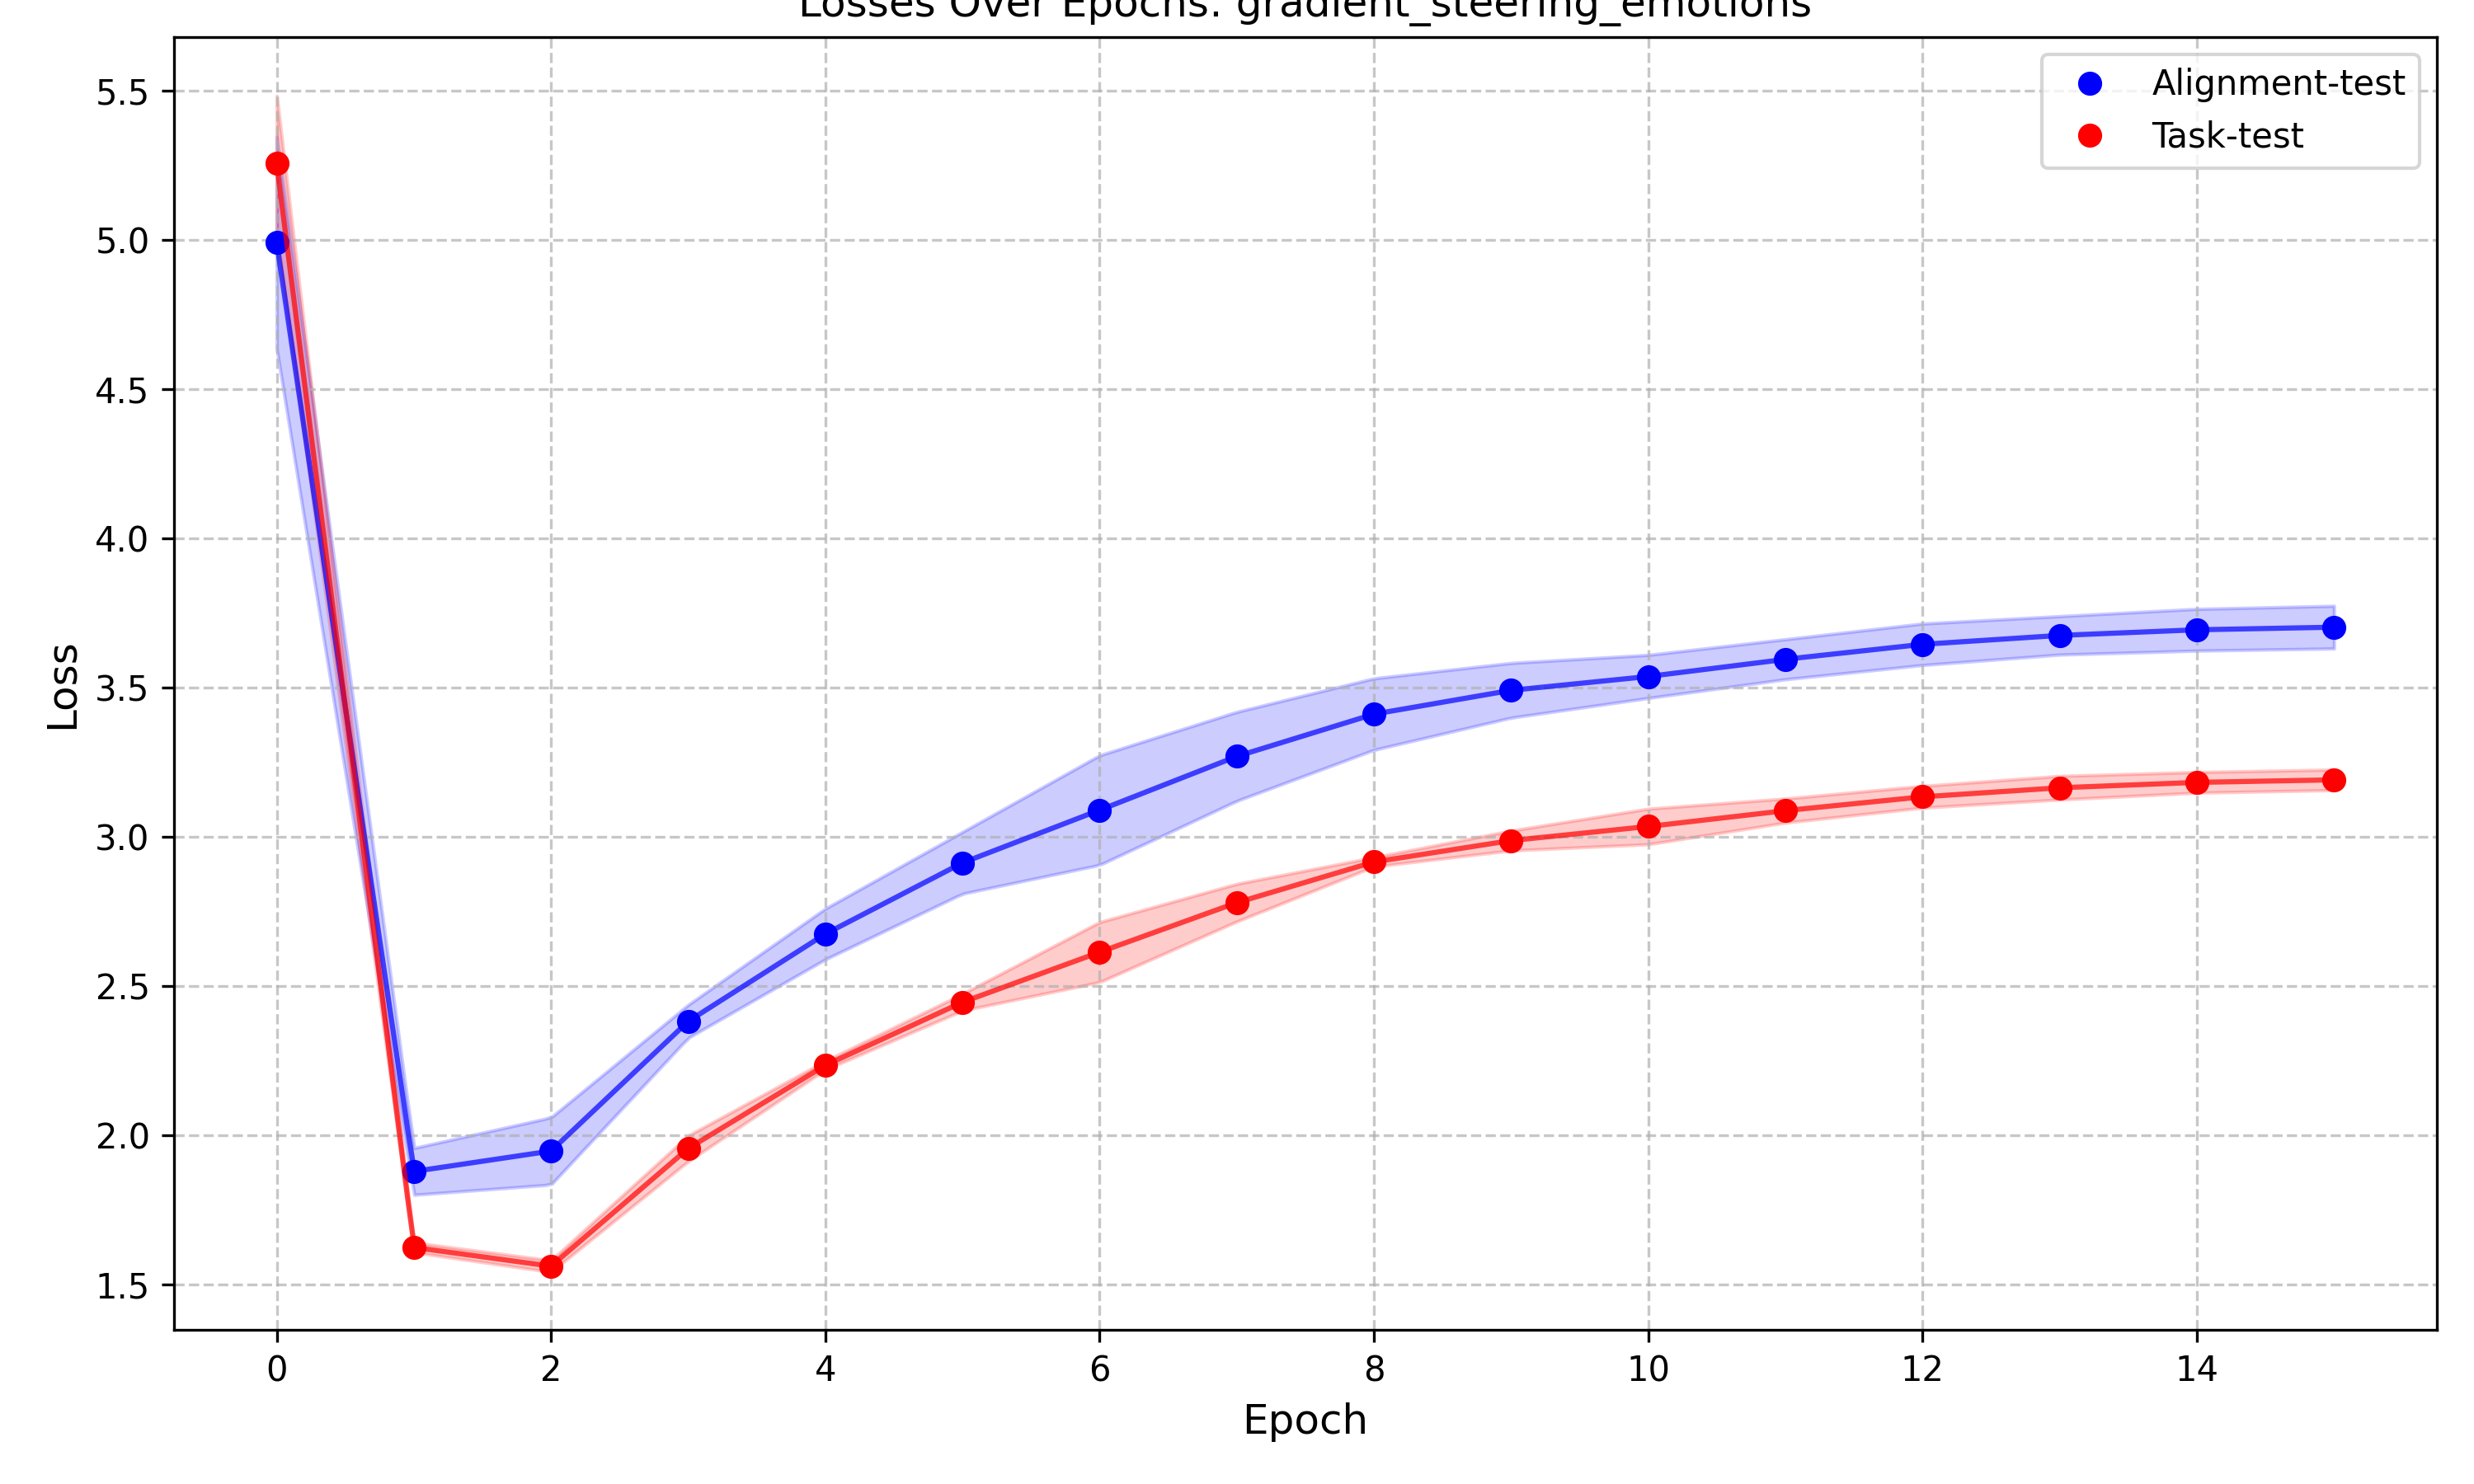 Losses Over Epochs: gradient_steering_emotions
5.5
5.0
4.5
4.0
3.5
3.0
2.5
2.0
1.5
Loss
Alignment-test
Task-test
0 2 4 6 8 10 12 14
Epoch